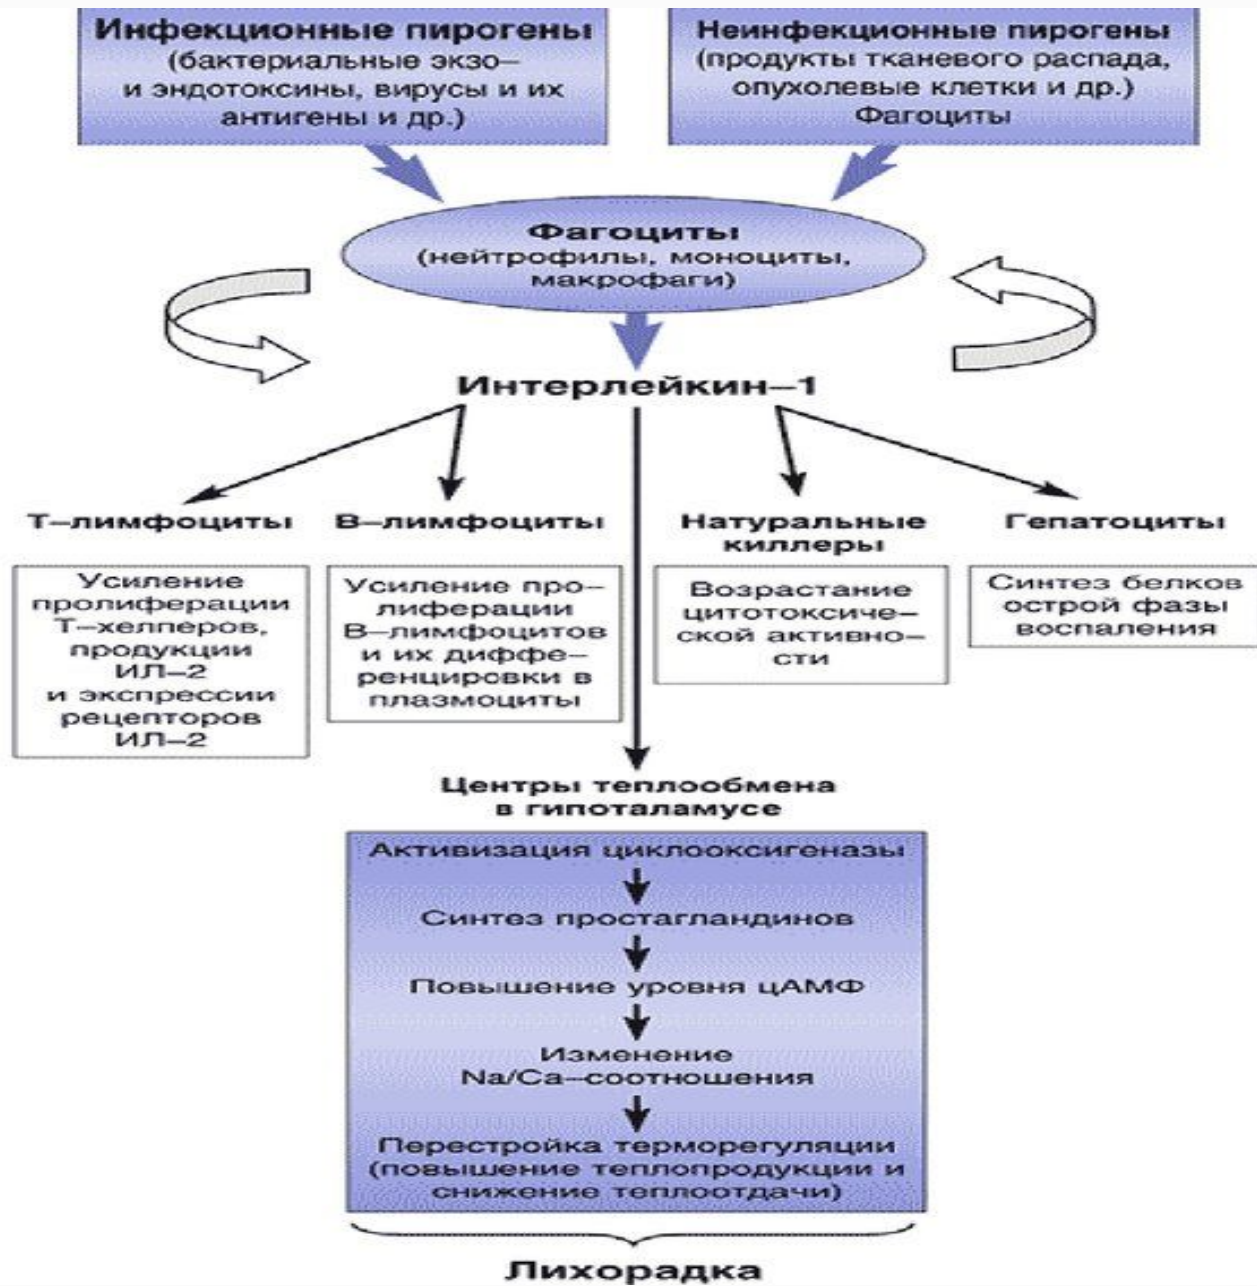 Инфекционные пирогены
(бактериальные экзо–
и эндотоксины, вирусы и их
антигены и др.)
Неинфекционные пирогены
(продукты тканевого распада,
опухолевые клетки и др.)
Фагоциты
Фагоциты
(нейтрофилы, моноциты,
макрофаги)
Интерлейкин–1
Т–лимфоциты
Усиление
пролиферации
Т–хелперов,
продукции
ИЛ–2
и экспрессии
рецепторов
ИЛ–2
В–лимфоциты
Усиление про–
лиферации
В–лимфоцитов
и их диффе–
ренцировки в
плазмоциты
Натуральные
киллеры
Возрастание
цитотоксиче–
ской активно–
сти
Гепатоциты
Синтез белков
острой фазы
воспаления
Центры теплообмена
в гипоталамусе
Активизация циклооксигеназы
Синтез простагландинов
Повышение уровня цАМФ
Изменение
Na/Ca–соотношения
Перестройка терморегуляции
(повышение теплопродукции и
снижение теплоотдачи)
Лихорадка